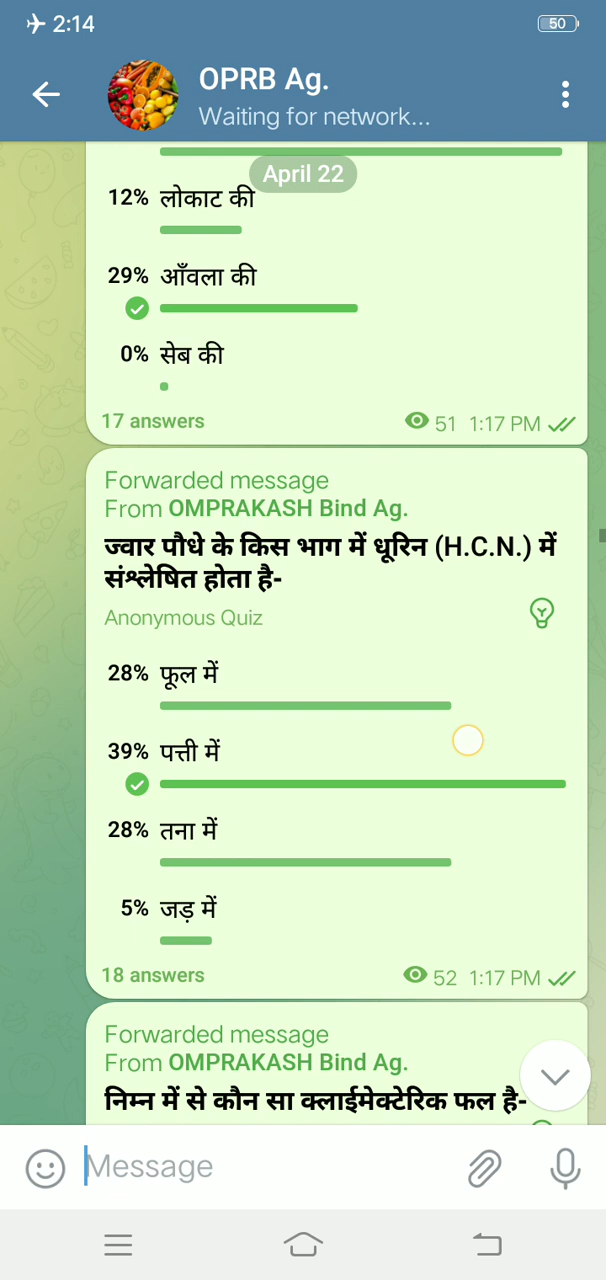 2:14
50
OPRB Ag.
Waiting for network...
April 22
12% लोकाट की
29% आँवला की
0% सेब की
17 answers
51 1:17 PM
Forwarded message
From OMPRAKASH Bind Ag.
ज्वार पौधे के किस भाग में धूरिन (H.C.N.) में
संश्लेषित होता है-
Anonymous Quiz
28% फूल में
39% पत्ती में
28% तना में
5% जड़ में
18 answers
52 1:17 PM
Forwarded message
From OMPRAKASH Bind Ag.
निम्न में से कौन सा क्लाईमेक्टेरिक फल है-
Message